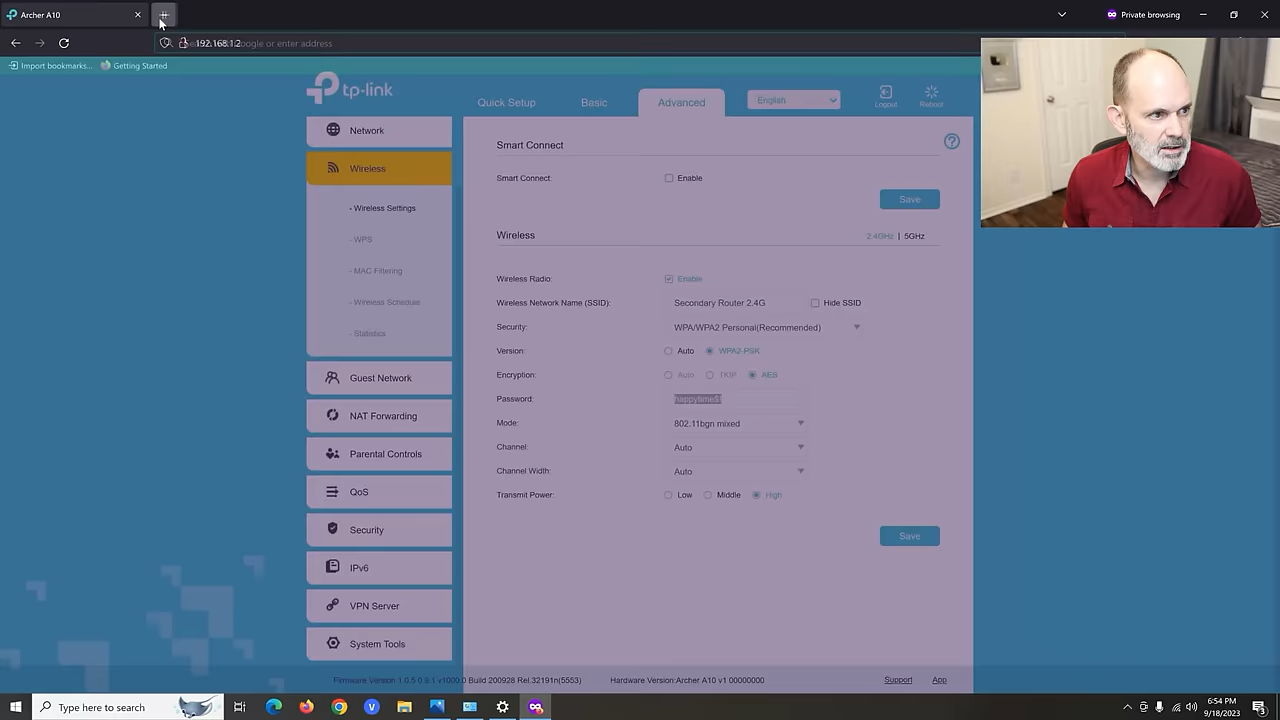 Archer A10
Private browsing
192.168.1.2
or enter address
Import bookmarks...
Getting Started
tp-link
Quick Setup
Basic
Advanced
English
Logout
Reboot
Network
Wireless
- Wireless Settings
- WPS
- MAC Filtering
- Wireless Schedule
- Statistics
Guest Network
NAT Forwarding
Parental Controls
QoS
Security
IPv6
VPN Server
System Tools
Smart Connect
Smart Connect:
Enable
Save
Wireless
2.4GHz | 5GHz
Wireless Radio:
Enable
Wireless Network Name (SSID):
Secondary Router 2.4G
Hide SSID
Security:
WPA/WPA2 Personal(Recommended)
Version:
Auto
WPA2-PSK
Encryption:
Auto
TKIP
AES
Password:
Mode:
802.11bgn mixed
Channel:
Auto
Channel Width:
Auto
Transmit Power:
Low
Middle
High
Save
Hardware Version:Archer A10 v1 00000000
Support
App
Type here to search
6:54 PM
9/18/2023